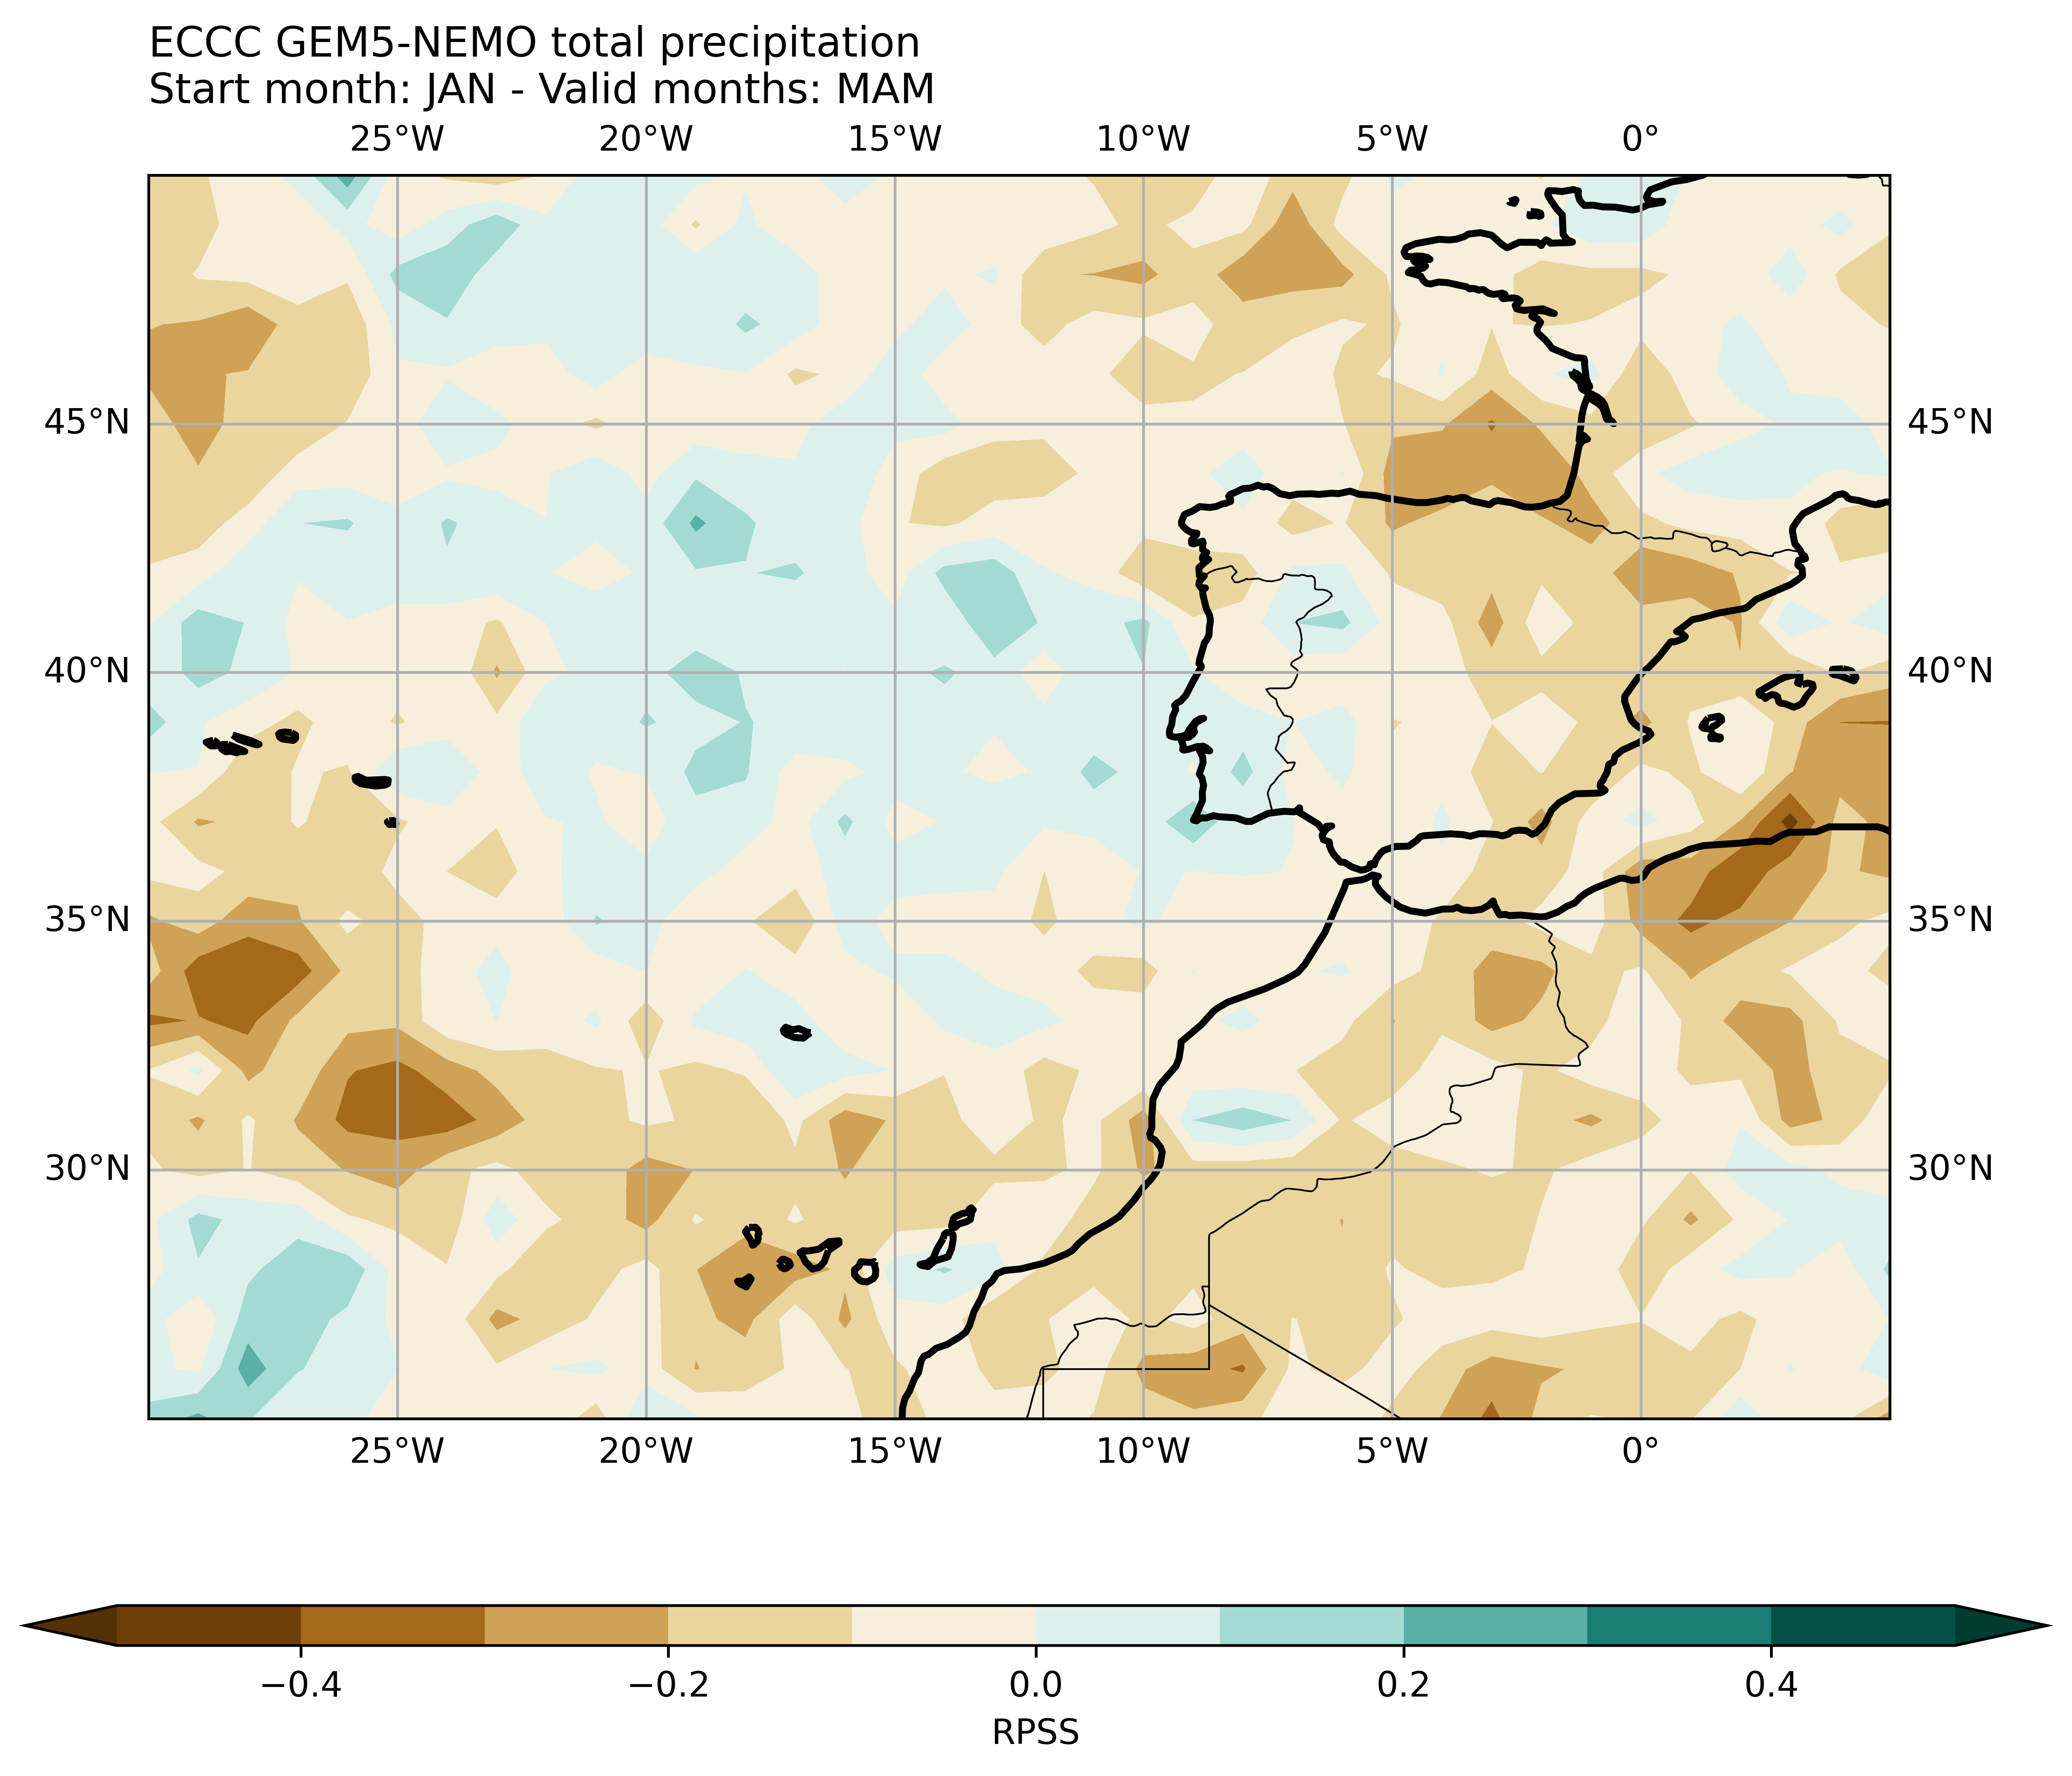 ECCC GEM5-NEMO total precipitation
Start month: JAN - Valid months: MAM
25°W 20°W 15°W 10°W 5°W 0°
45°N 45°N
40°N 40°N
35°N 35°N
30°N 30°N
25°W 20°W 15°W 10°W 5°W 0°
−0.4 −0.2 0.0 0.2 0.4
RPSS